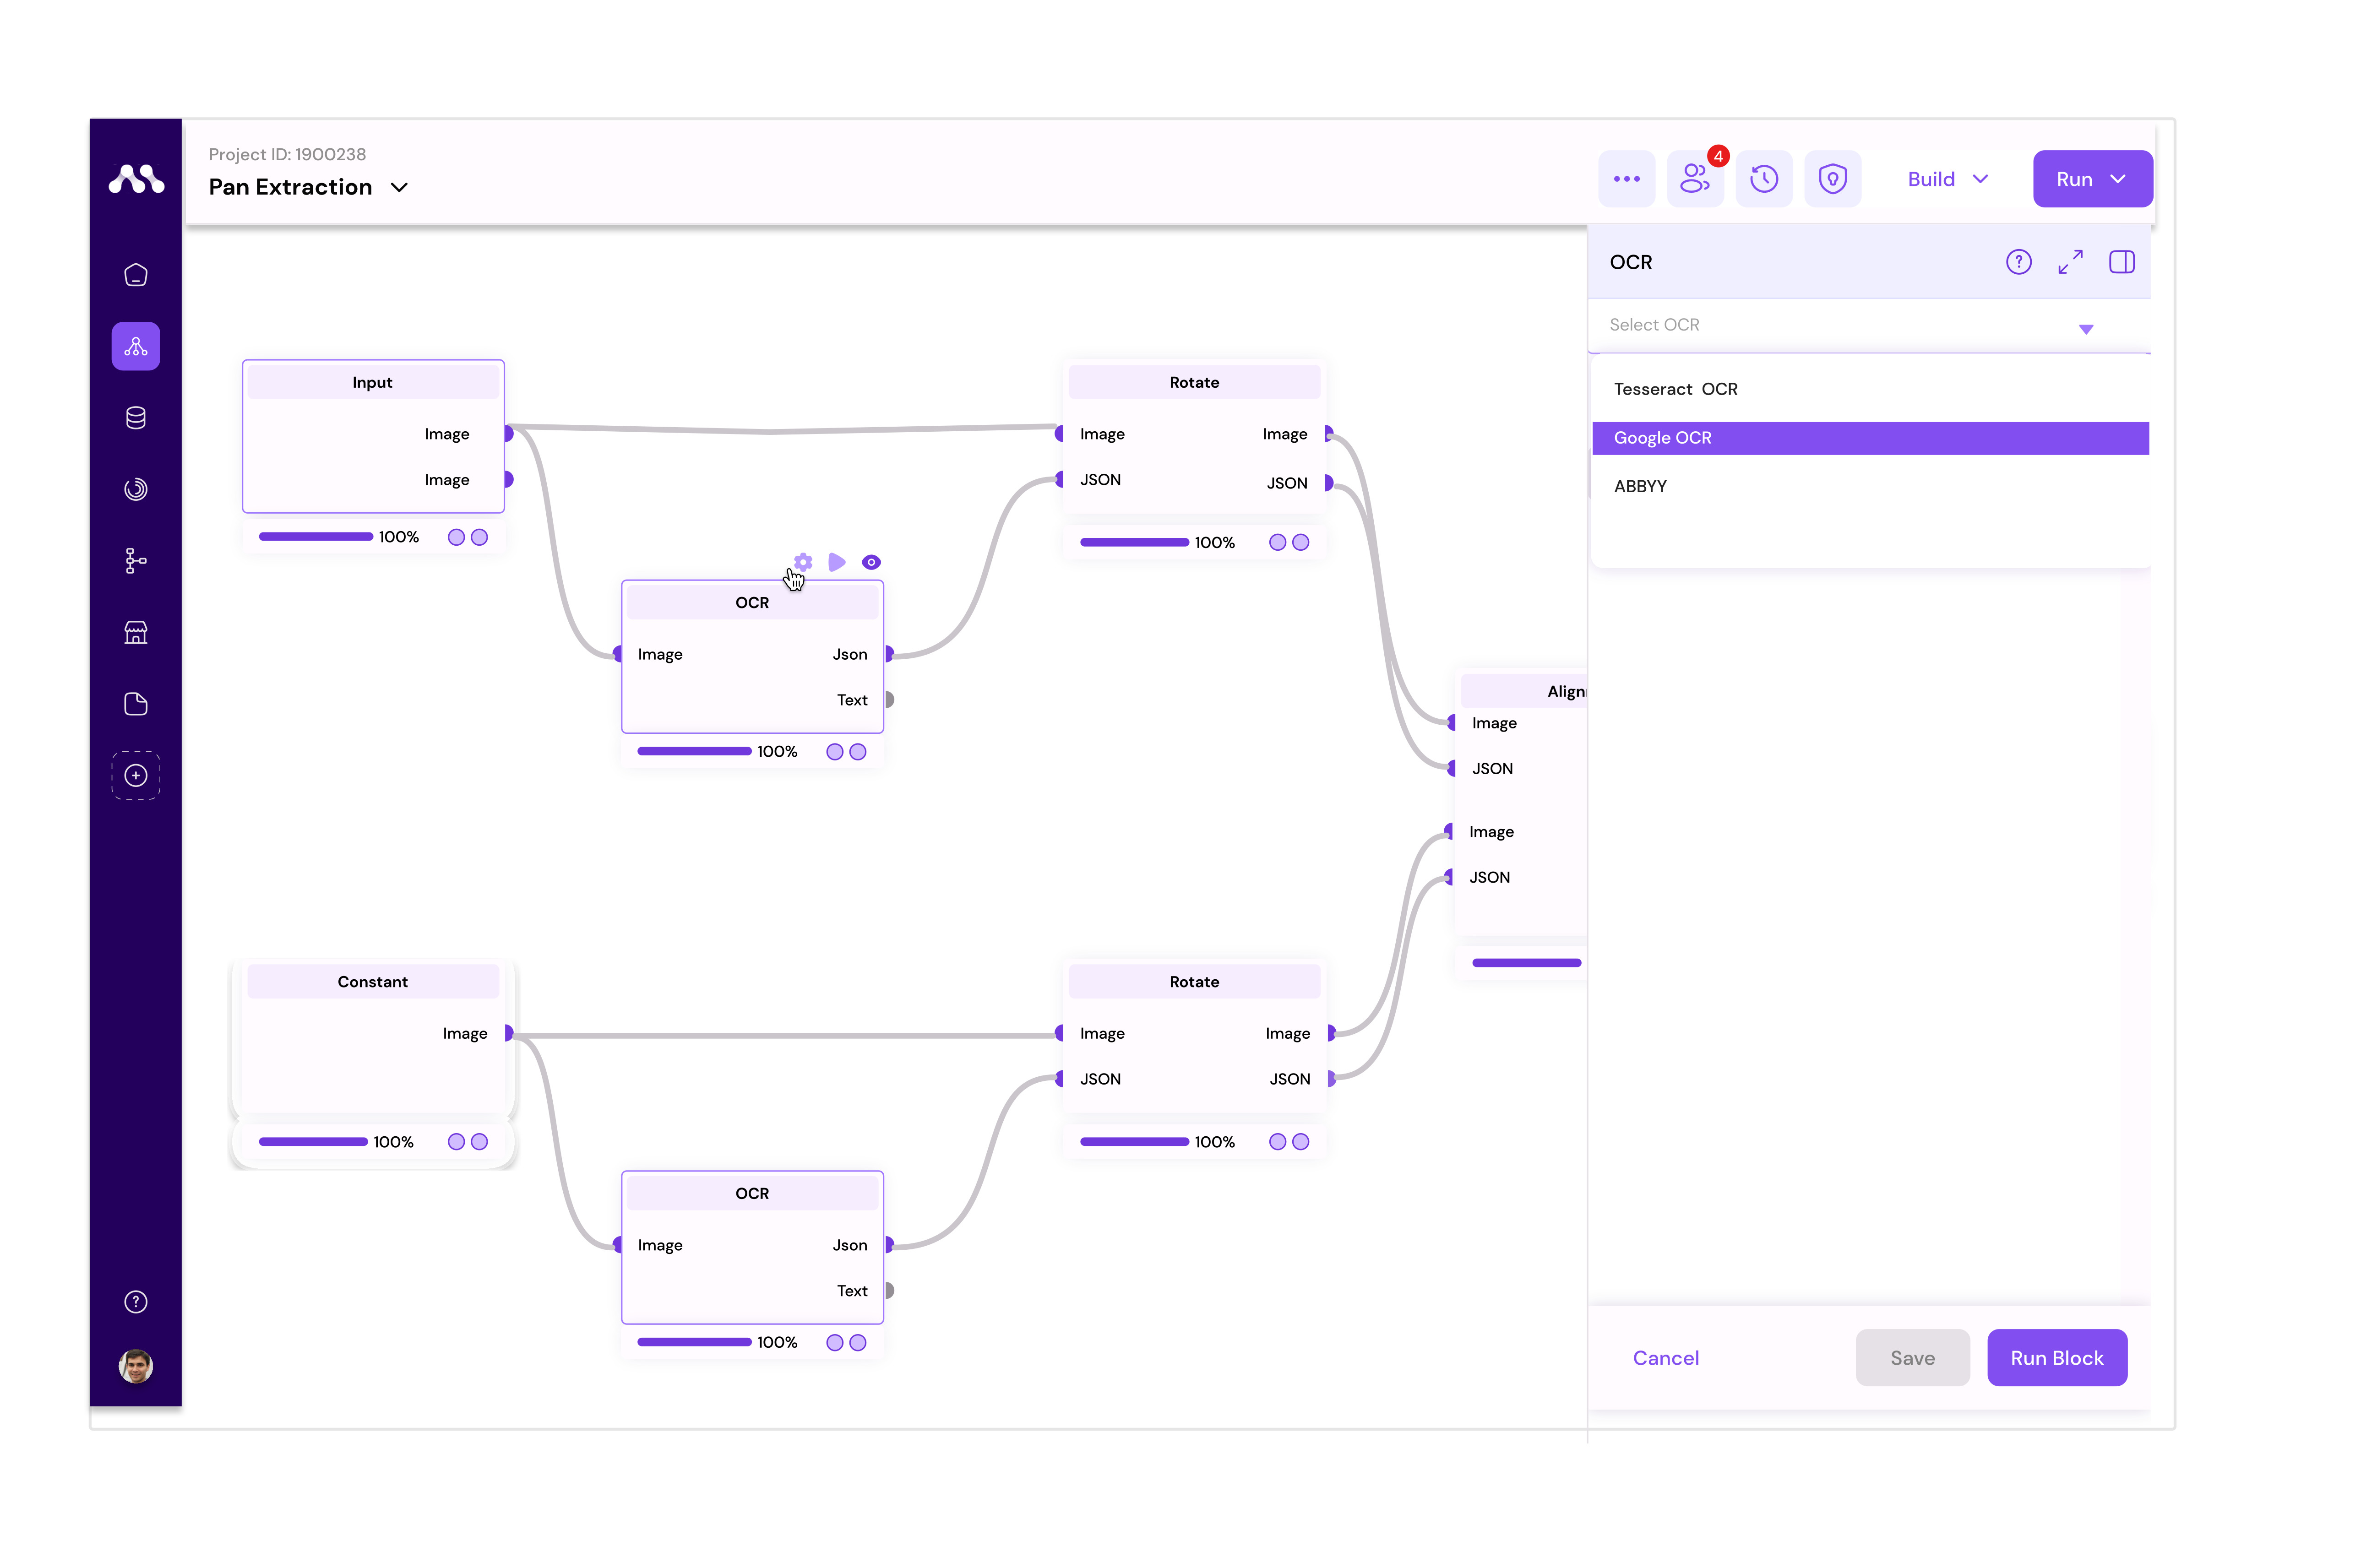 Project ID: 1900238
Pan Extraction
4
Build
Run
OCR
Select OCR
Tesseract OCR
Google OCR
ABBYY
Input
Image
Image
100%
OCR
Image Json
Text
100%
Rotate
Image Image
JSON JSON
100%
Image
JSON
Image
JSON
Constant
Image
100%
OCR
Image Json
Text
100%
Rotate
Image Image
JSON JSON
100%
Cancel
Save
Run Block